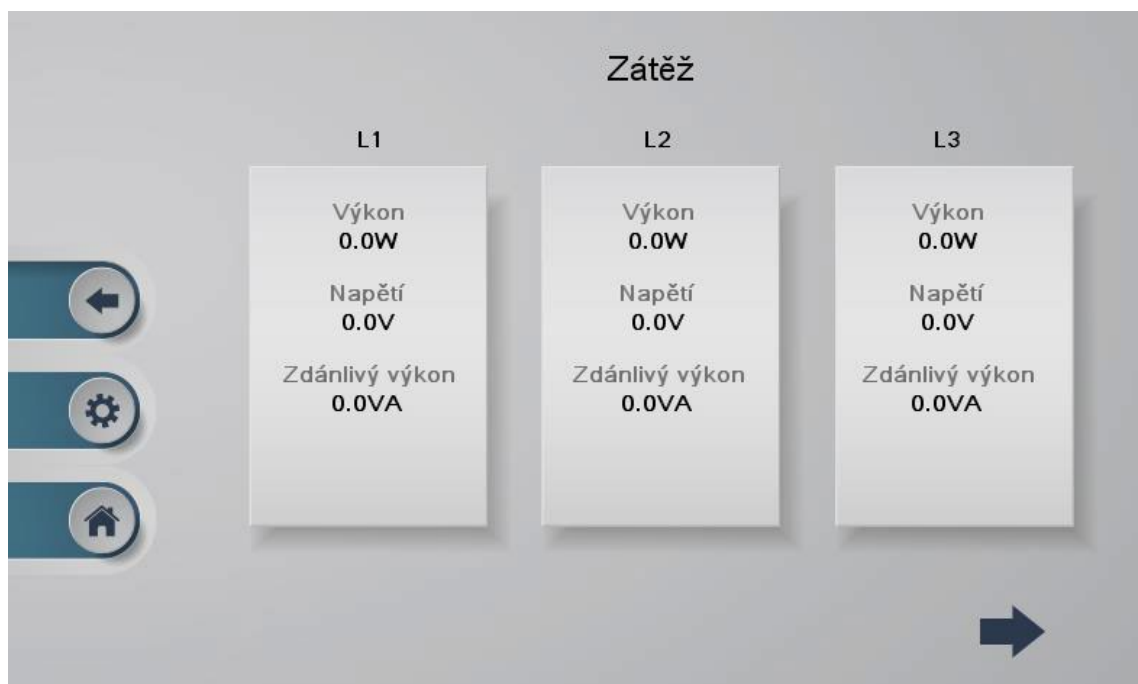 Zátěž
L1
L2
L3
Výkon
0.0W
Napětí
0.0V
Zdánlivý výkon
0.0VA
Výkon
0.0W
Napětí
0.0V
Zdánlivý výkon
0.0VA
Výkon
0.0W
Napětí
0.0V
Zdánlivý výkon
0.0VA